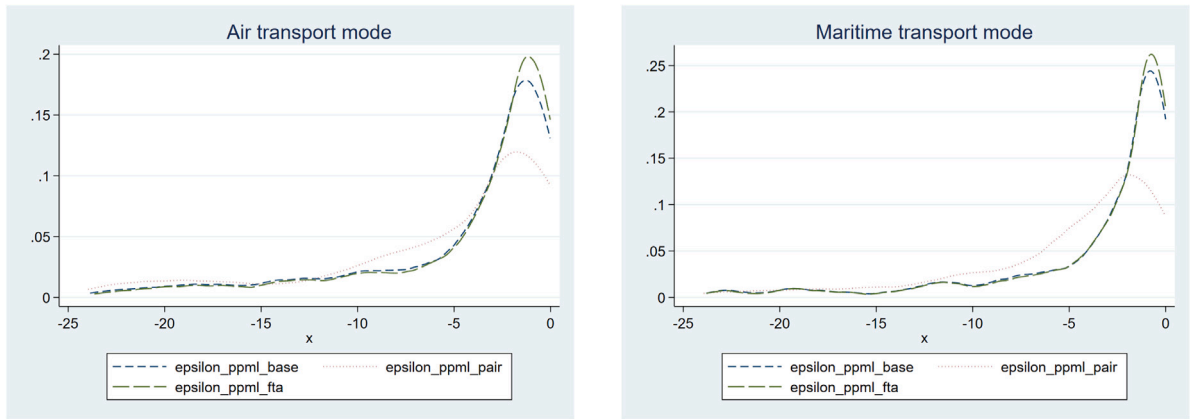 Air transport mode
.2
.15
.1
.05
0
-25 -20 -15 -10 -5 0
x
epsilon_ppml_base epsilon_ppml_pair
epsilon_ppml_fta
Maritime transport mode
.25
.2
.15
.1
.05
0
-25 -20 -15 -10 -5 0
x
epsilon_ppml_base epsilon_ppml_pair
epsilon_ppml_fta